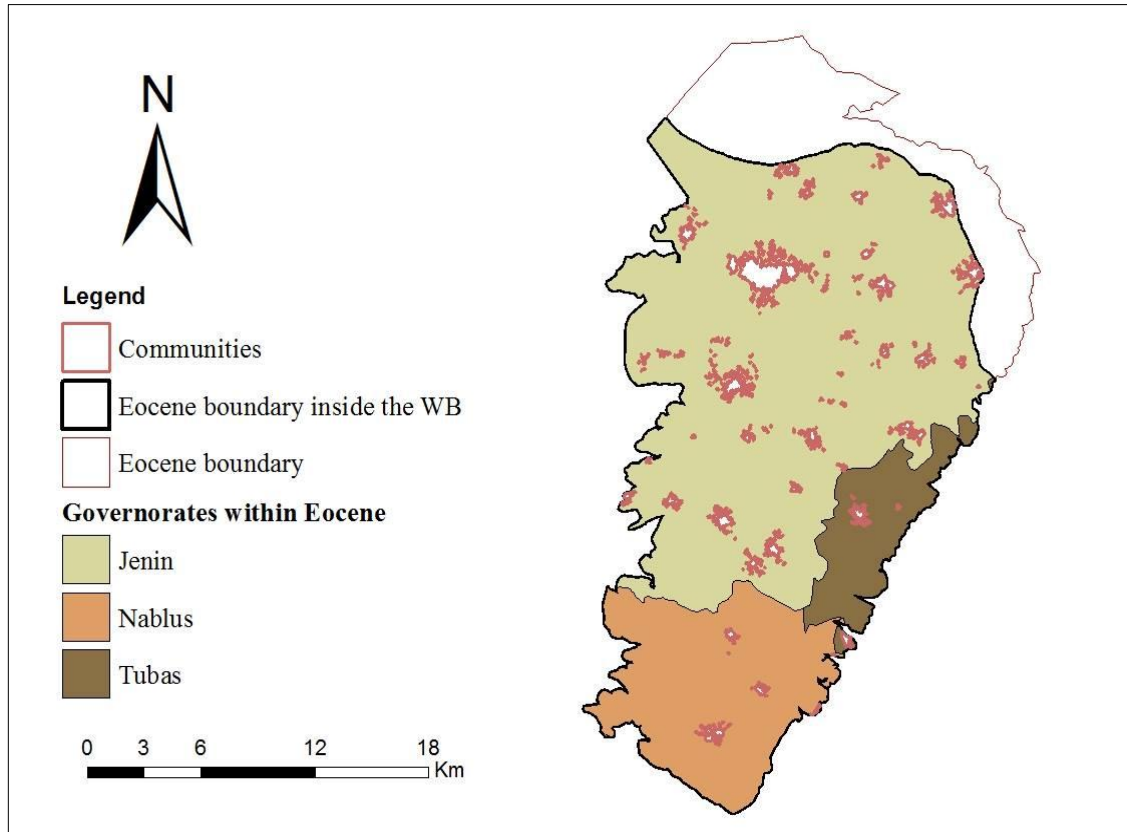 N
Legend
Communities
Eocene boundary inside the WB
Eocene boundary
Governorates within Eocene
Jenin
Nablus
Tubas
0 3 6 12 18
Km